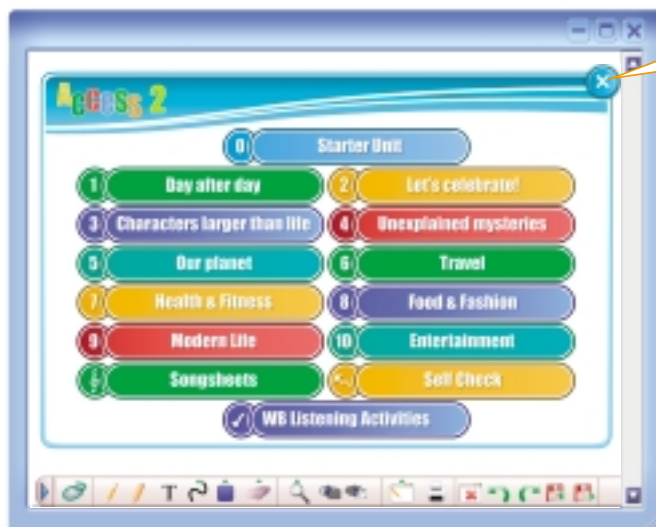 Access 2
0 Starter Unit
1 Day after day
2 Let's celebrate!
3 Characters larger than life
4 Unexplained mysteries
5 Our planet
6 Travel
7 Health & Fitness
8 Food & Fashion
9 Modern Life
10 Entertainment
Songsheets
Self Check
WB Listening Activities
T